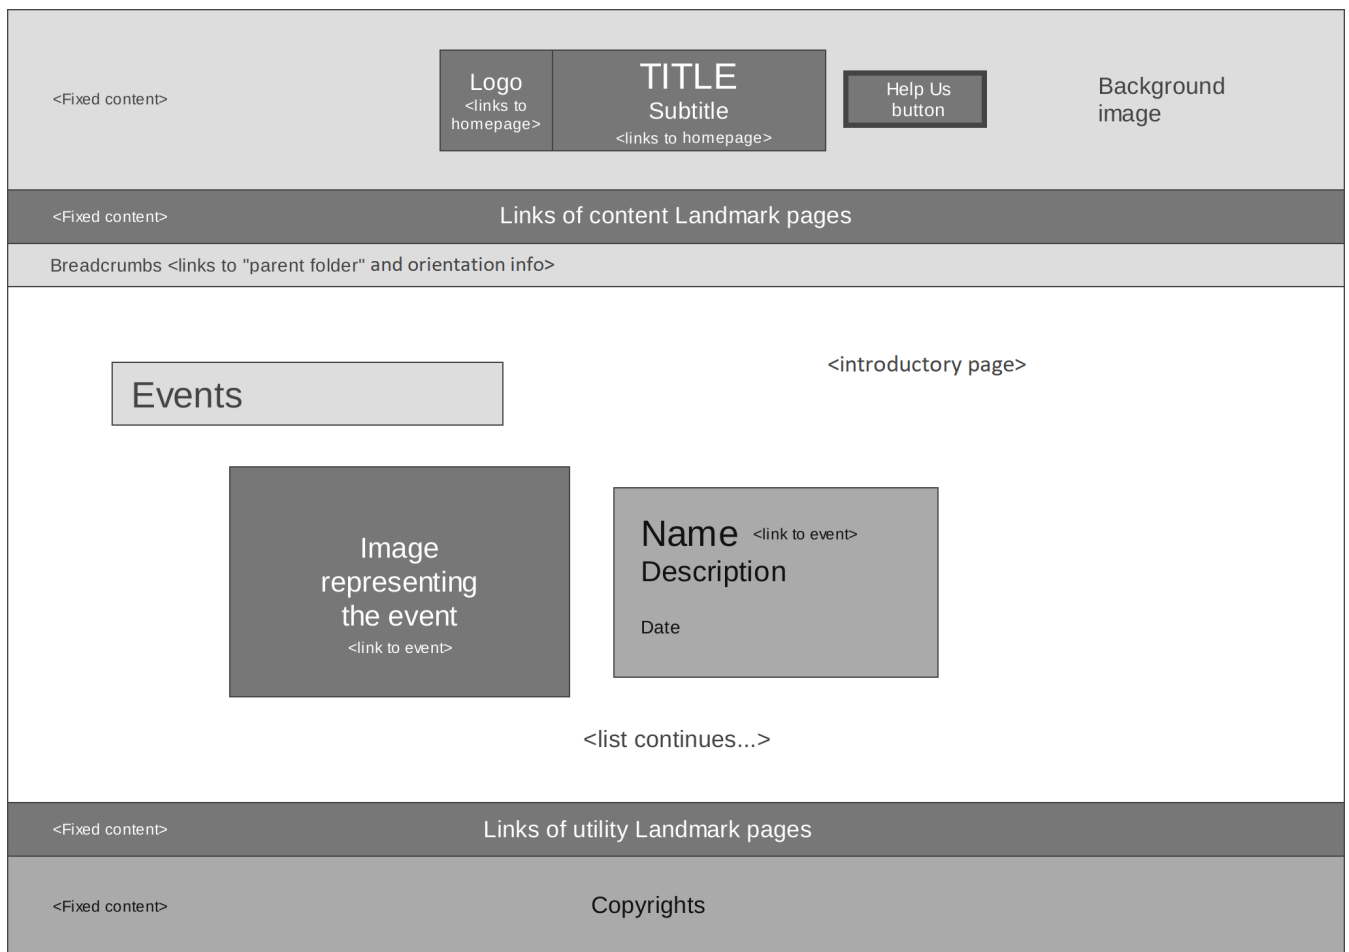 <Fixed content>
Logo
<links to
homepage>
TITLE
Subtitle
<links to homepage>
Help Us
button
Background
image
<Fixed content>
Links of content Landmark pages
Breadcrumbs <links to "parent folder" and orientation info>
<introductory page>
Events
Image
representing
the event
<link to event>
Name <link to event>
Description
Date
<list continues...>
<Fixed content>
Links of utility Landmark pages
<Fixed content>
Copyrights